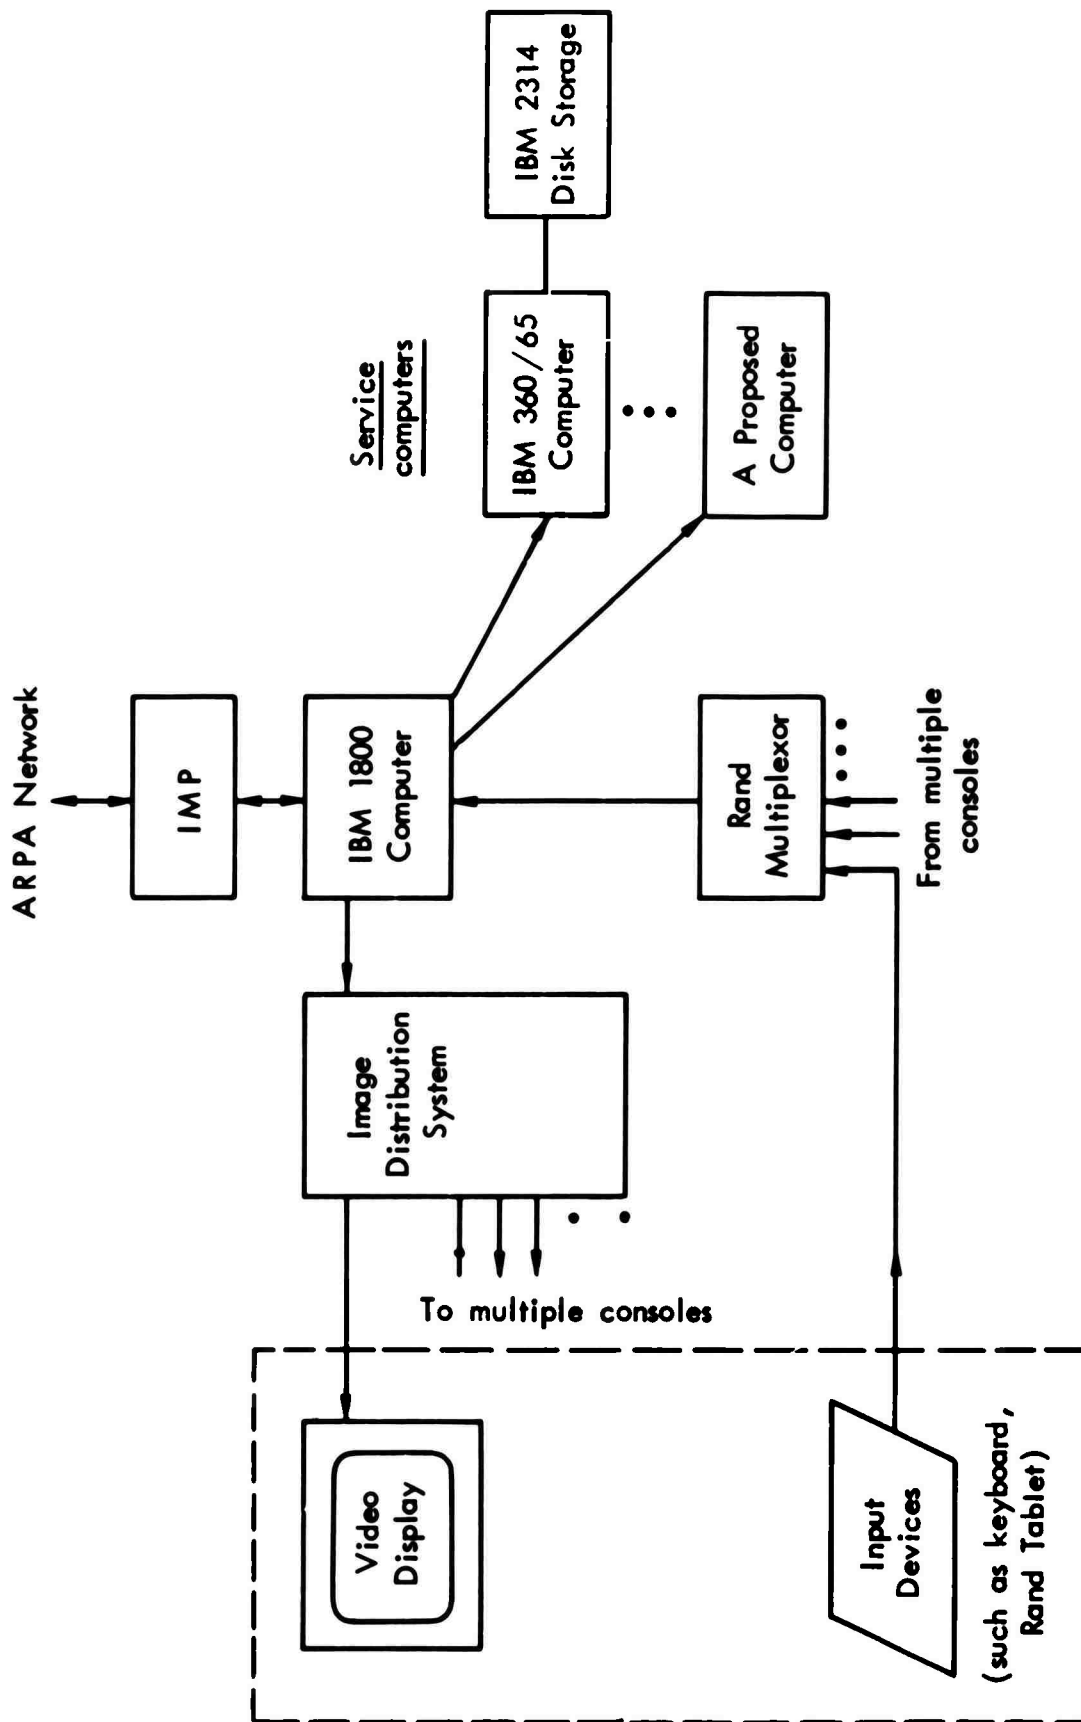 ARPA Network
IMP
IBM 1800
Computer
Service
computers
IBM 360/65
Computer
IBM 2314
Disk Storage
A Proposed
Computer
Image
Distribution
System
To multiple consoles
Video
Display
Rand
Multiplexor
From multiple
consoles
Input
Devices
(such as keyboard,
Rand Tablet)